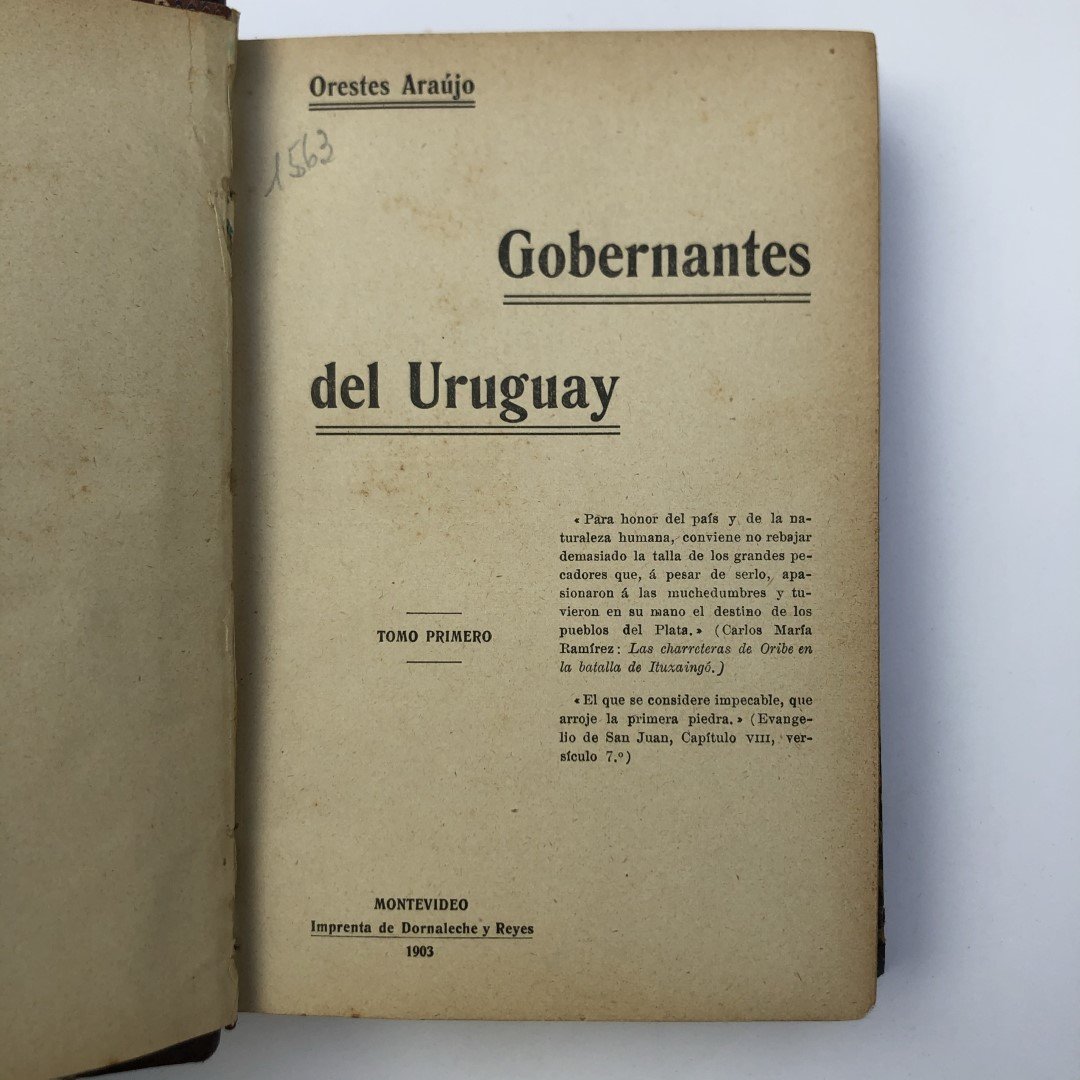 Orestes Araújo
1563
Gobernantes
del Uruguay
« Para honor del país y de la na-
turaleza humana, conviene no rebajar
demasiado la talla de los grandes pe-
cadores que, á pesar de serlo, apa-
sionaron á las muchedumbres y tu-
vieron en su mano el destino de los
pueblos del Plata. » (Carlos María
Ramírez: Las charreteras de Oribe en
la batalla de Ituzaingó.)
« El que se considere impecable, que
arroje la primera piedra. » (Evange-
lio de San Juan, Capítulo VIII, ver-
sículo 7.º)
TOMO PRIMERO
MONTEVIDEO
Imprenta de Dornaleche y Reyes
1903